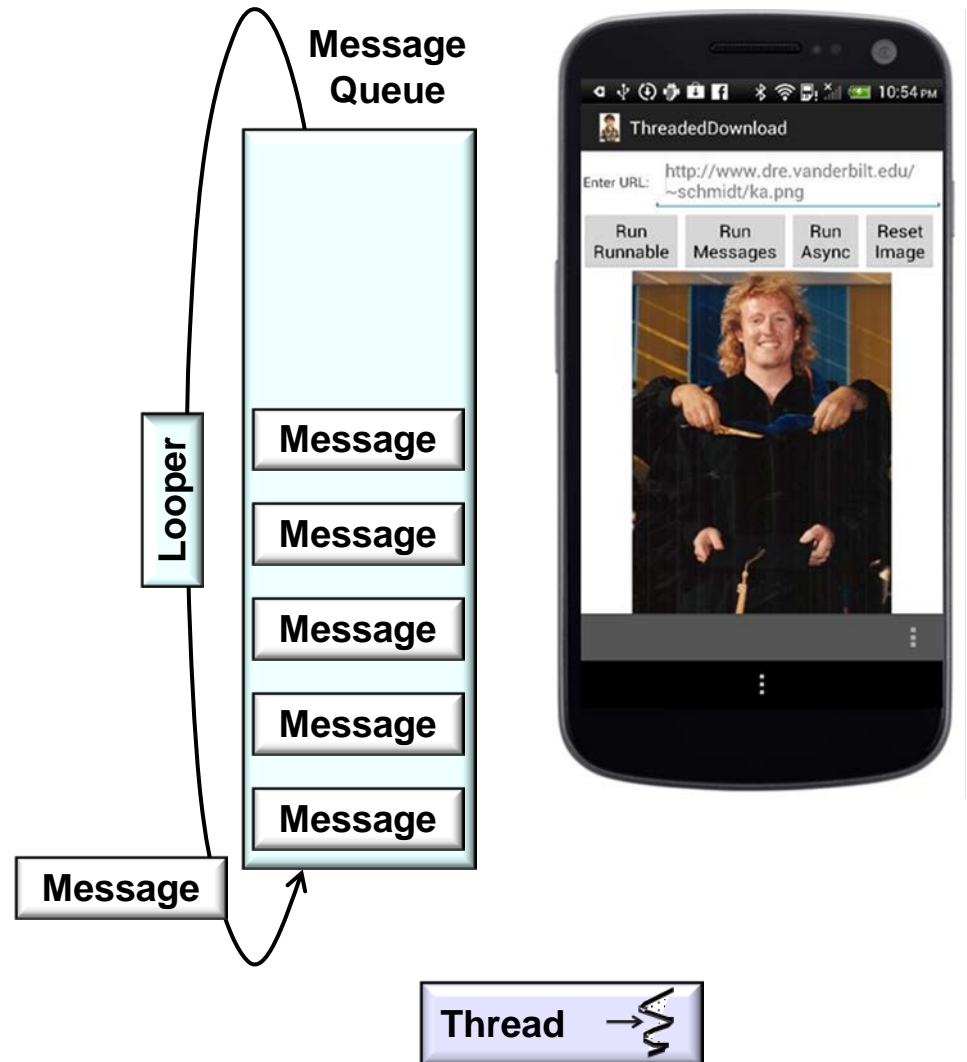 Message
Queue
Looper
Message
Message
Message
Message
Message
Message
Thread
10:54 PM
ThreadedDownload
Enter URL:
http://www.dre.vanderbilt.edu/
~schmidt/ka.png
Run
Runnable
Run
Messages
Run
Async
Reset
Image